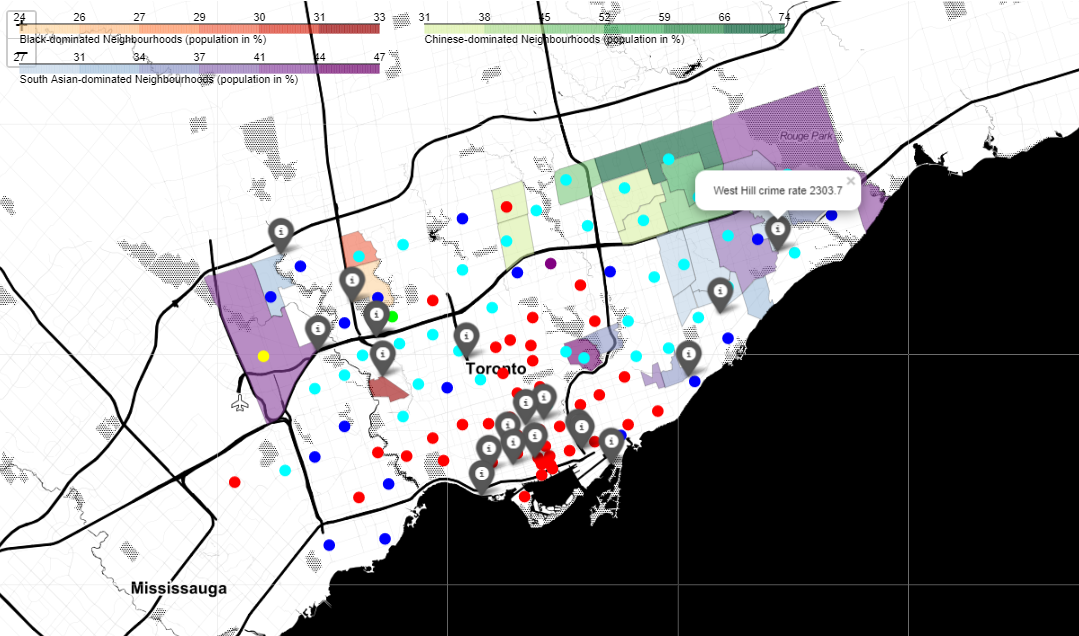 24 26 27 29 30 31 33
Black-dominated Neighbourhoods (population in %)
31 38 45 52 59 66 74
Chinese-dominated Neighbourhoods (population in %)
27 31 34 37 41 44 47
South Asian-dominated Neighbourhoods (population in %)
Rouge Park
West Hill crime rate 2303.7 ×
Toronto
Mississauga